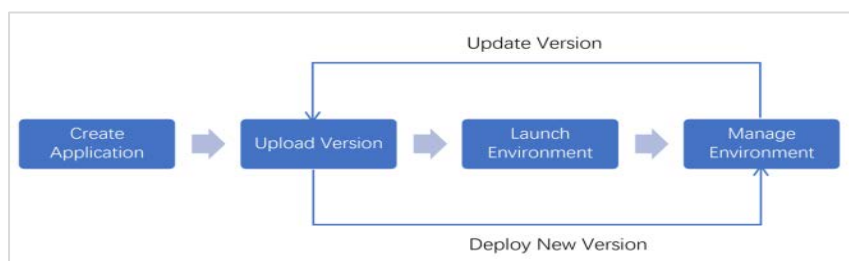 Update Version
Create
Application
Upload Version
Launch
Environment
Manage
Environment
Deploy New Version